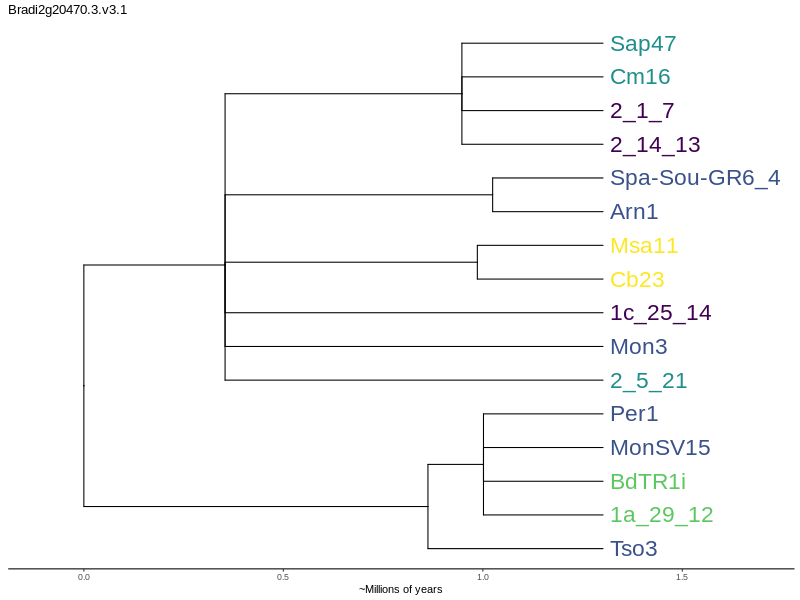 Bradi2g20470.3.v3.1
Sap47
Cm16
2_1_7
2_14_13
Spa-Sou-GR6_4
Arn1
Msa11
Cb23
1c_25_14
Mon3
2_5_21
Per1
MonSV15
BdTR1i
1a_29_12
Tso3
0.0 0.5 1.0 1.5
~Millions of years